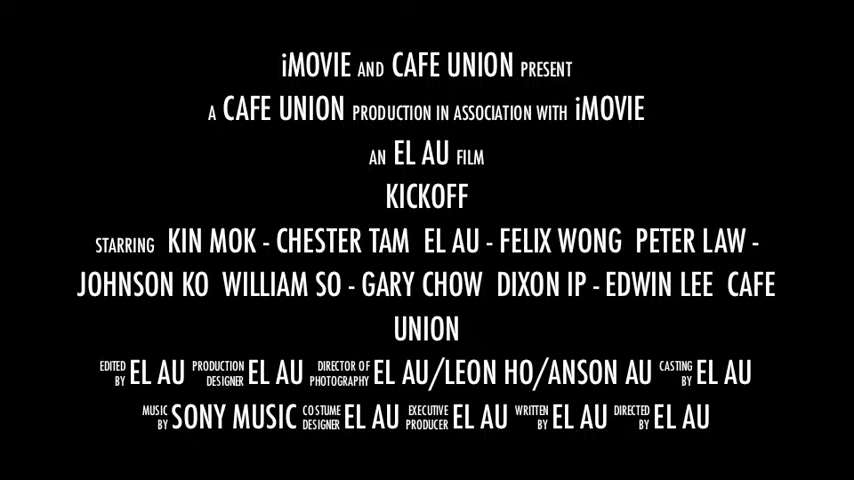 iMOVIE AND CAFE UNION PRESENT
A CAFE UNION PRODUCTION IN ASSOCIATION WITH iMOVIE
AN EL AU FILM
KICKOFF
STARRING KIN MOK - CHESTER TAM EL AU - FELIX WONG PETER LAW -
JOHNSON KO WILLIAM SO - GARY CHOW DIXON IP - EDWIN LEE CAFE
UNION
EDITED BY EL AU PRODUCTION DESIGNER EL AU DIRECTOR OF PHOTOGRAPHY EL AU/LEON HO/ANSON AU CASTING BY EL AU
MUSIC BY SONY MUSIC COSTUME DESIGNER EL AU EXECUTIVE PRODUCER EL AU WRITTEN BY EL AU DIRECTED BY EL AU